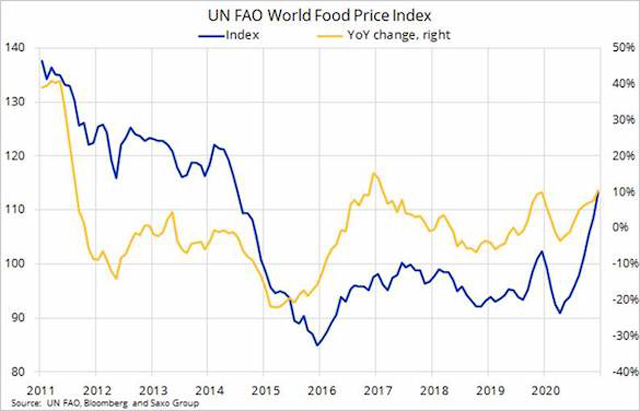 UN FAO World Food Price Index
Index YoY change, right
140 50%
130 40%
120 30%
110 20%
100 10%
90 0%
80 -10%
-20%
-30%
-40%
2011 2012 2013 2014 2015 2016 2017 2018 2019 2020
Source: UN FAO, Bloomberg and Saxo Group